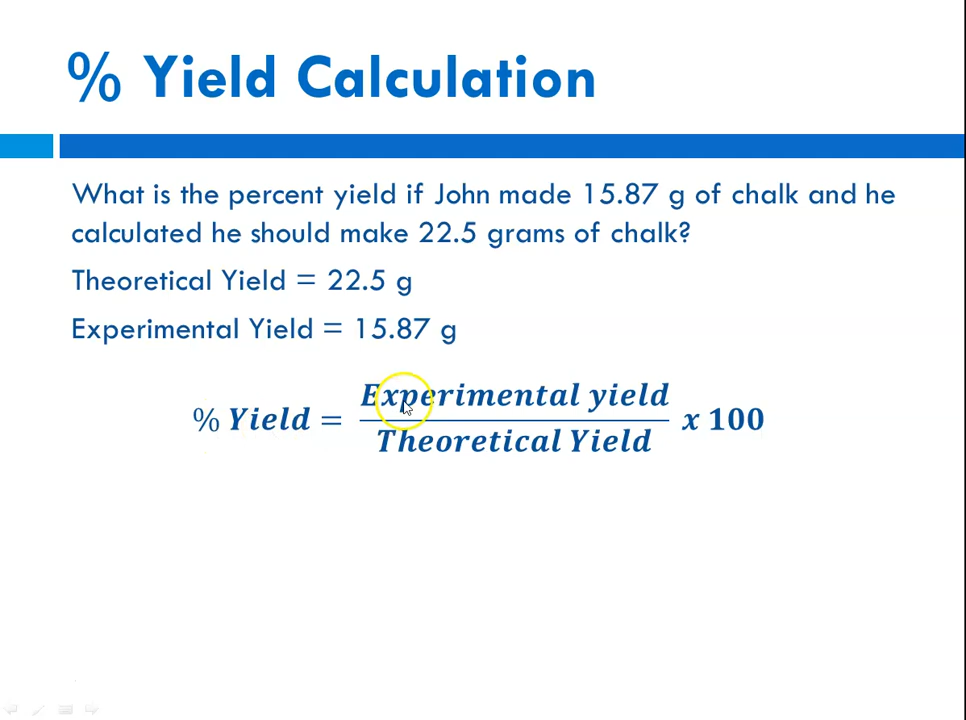 % Yield Calculation
What is the percent yield if John made 15.87 g of chalk and he
calculated he should make 22.5 grams of chalk?
Theoretical Yield = 22.5 g
Experimental Yield = 15.87 g
% Yield = Experimental yield / Theoretical Yield x 100